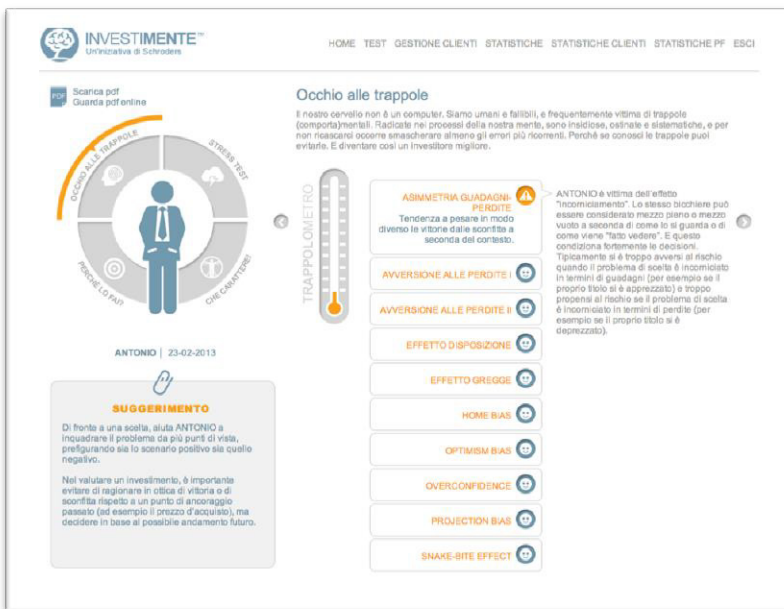 INVESTIMENTE™
Un'iniziativa di Schroders
HOME TEST GESTIONE CLIENTI STATISTICHE STATISTICHE CLIENTI STATISTICHE PF ESCI
PDF
Scarica pdf
Guarda pdf online
OCCHIO ALLE TRAPPOLE
STRESS TEST
PERCHÉ LO FAI?
CHE CARATTERE!
ANTONIO | 23-02-2013
SUGGERIMENTO
Di fronte a una scelta, aiuta ANTONIO a
inquadrare il problema da più punti di vista,
prefigurando sia lo scenario positivo sia quello
negativo.
Nel valutare un investimento, è importante
evitare di ragionare in ottica di vittoria o di
sconfitta rispetto a un punto di ancoraggio
passato (ad esempio il prezzo d'acquisto), ma
decidere in base al possibile andamento futuro.
Occhio alle trappole
Il nostro cervello non è un computer. Siamo umani e fallibili, e frequentemente vittima di trappole
(comporta)mentali. Radicate nei processi della nostra mente, sono insidiose, ostinate e sistematiche, e per
non ricascarci occorre smascherare almeno gli errori più ricorrenti. Perché se conosci le trappole puoi
evitarle. E diventare così un investitore migliore.
TRAPPOLOMETRO
ASIMMETRIA GUADAGNI-
PERDITE
Tendenza a pesare in modo
diverso le vittorie dalle sconfitte a
seconda del contesto.
AVVERSIONE ALLE PERDITE I
AVVERSIONE ALLE PERDITE II
EFFETTO DISPOSIZIONE
EFFETTO GREGGE
HOME BIAS
OPTIMISM BIAS
OVERCONFIDENCE
PROJECTION BIAS
SNAKE-BITE EFFECT
ANTONIO è vittima dell'effetto
"incorniciamento". Lo stesso bicchiere può
essere considerato mezzo pieno o mezzo
vuoto a seconda di come lo si guarda o di
come viene "fatto vedere". E questo
condiziona fortemente le decisioni.
Tipicamente si è troppo avversi al rischio
quando il problema di scelta è incorniciato
in termini di guadagni (per esempio se il
proprio titolo si è apprezzato) e troppo
propensi al rischio se il problema di scelta
è incorniciato in termini di perdite (per
esempio se il proprio titolo si è
deprezzato).